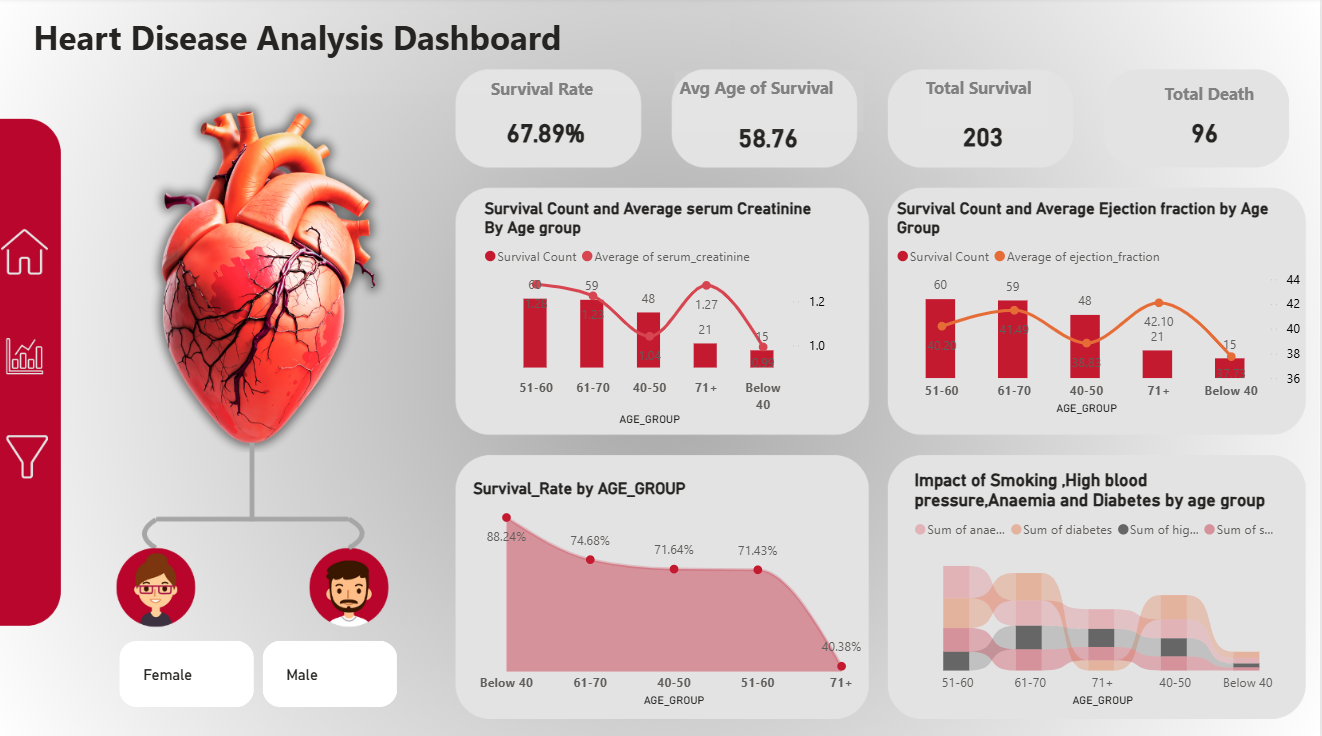 Heart Disease Analysis Dashboard
Survival Rate
67.89%
Avg Age of Survival
58.76
Total Survival
203
Total Death
96
Survival Count and Average serum Creatinine
By Age group
Survival Count Average of serum_creatinine
60
59
1.23
48
1.04
1.27
21
15
0.99
1.2
1.0
51-60 61-70 40-50 71+ Below
40
AGE_GROUP
Survival Count and Average Ejection fraction by Age
Group
Survival Count Average of ejection_fraction
60
40.20
59
41.49
48
38.83
42.10
21
15
37.73
44
42
40
38
36
51-60 61-70 40-50 71+ Below 40
AGE_GROUP
Survival_Rate by AGE_GROUP
88.24%
74.68%
71.64%
71.43%
40.38%
Below 40 61-70 40-50 51-60 71+
AGE_GROUP
Impact of Smoking ,High blood
pressure,Anaemia and Diabetes by age group
Sum of anae... Sum of diabetes Sum of hig... Sum of s...
51-60 61-70 71+ 40-50 Below 40
AGE_GROUP
Female
Male